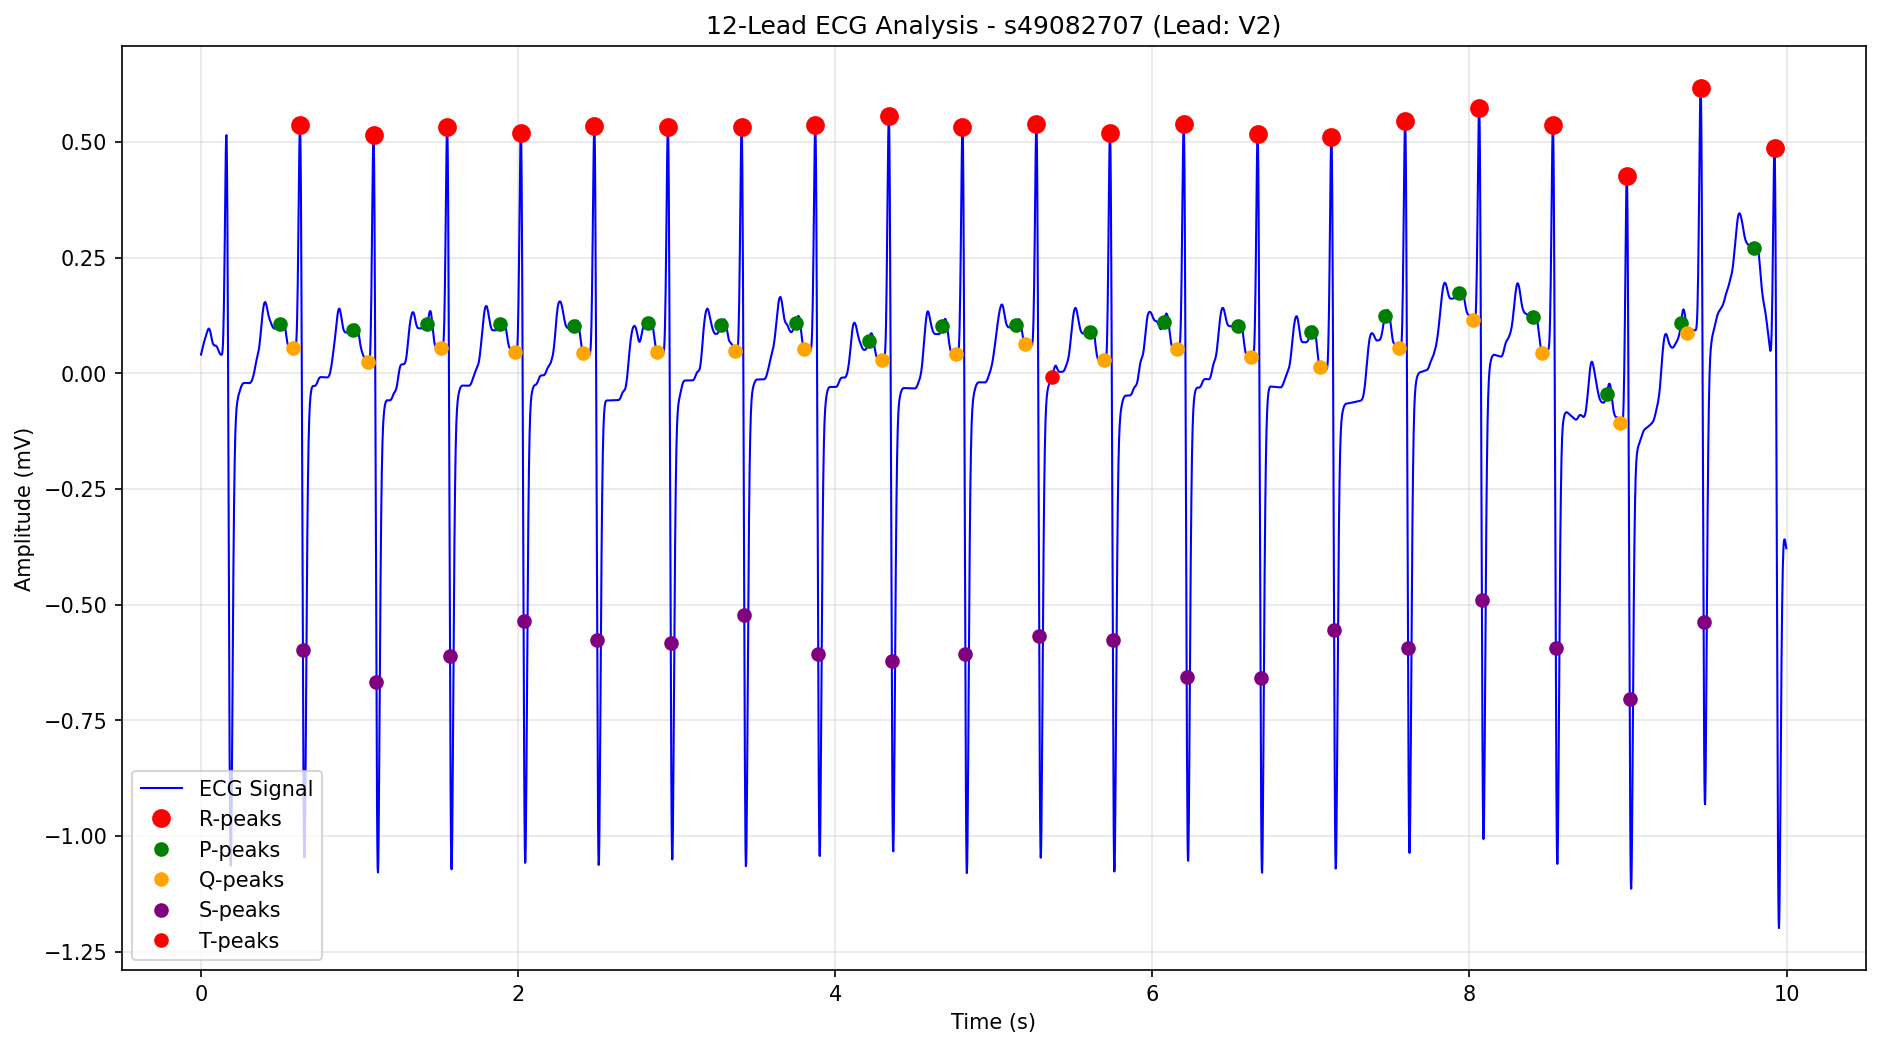 12-Lead ECG Analysis - s49082707 (Lead: V2)
Amplitude (mV)
0.50
0.25
0.00
−0.25
−0.50
−0.75
−1.00
−1.25
ECG Signal
R-peaks
P-peaks
Q-peaks
S-peaks
T-peaks
0 2 4 6 8 10
Time (s)